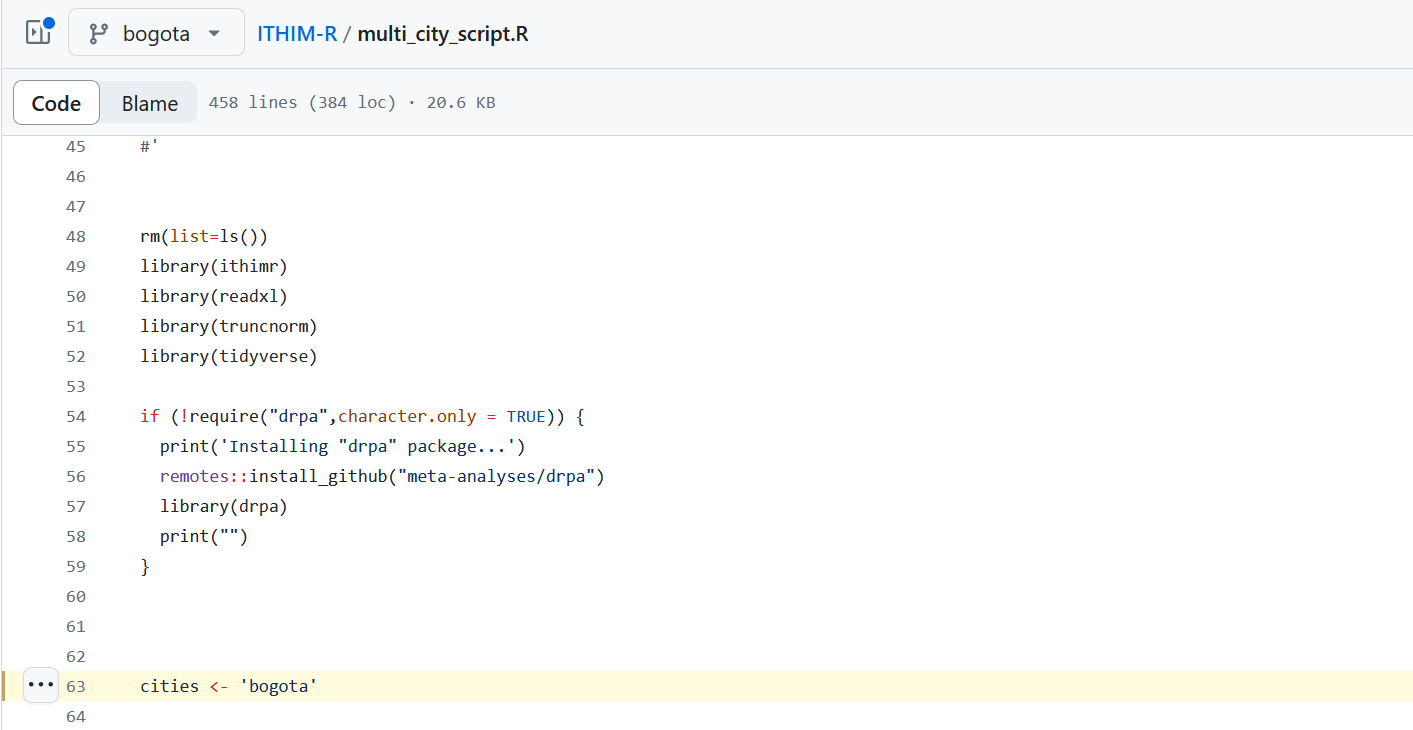 bogota ITHIM-R / multi_city_script.R
Code Blame 458 lines (384 loc) · 20.6 KB
45 #'
46
47
48 rm(list=ls())
49 library(ithimr)
50 library(readxl)
51 library(truncnorm)
52 library(tidyverse)
53
54 if (!require("drpa",character.only = TRUE)) {
55   print('Installing "drpa" package...')
56   remotes::install_github("meta-analyses/drpa")
57   library(drpa)
58   print("")
59 }
60
61
62
63 cities <- 'bogota'
64